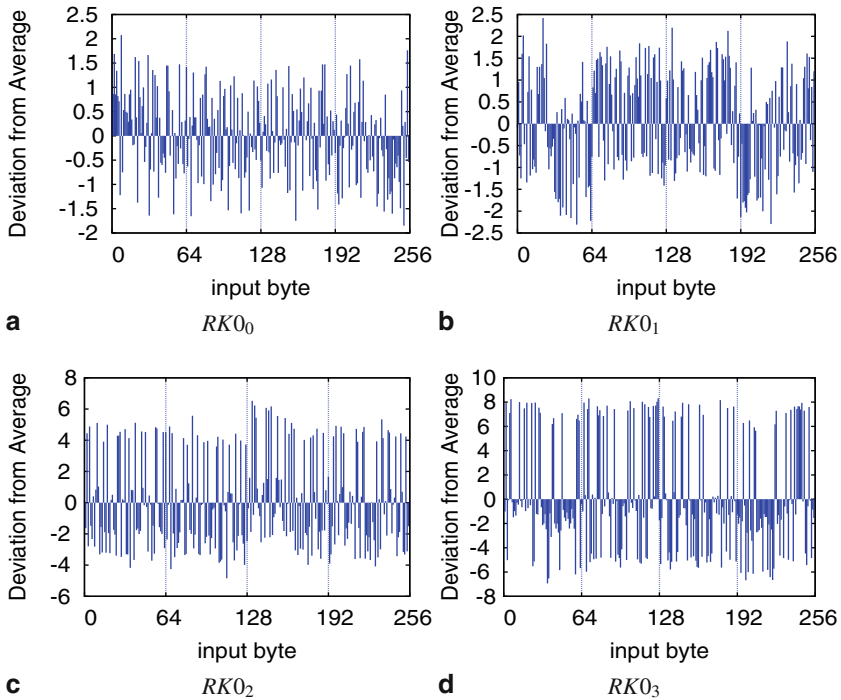 Deviation from Average
2.5
2
1.5
1
0.5
0
-0.5
-1
-1.5
-2
0 64 128 192 256
input byte
a RK0₀
Deviation from Average
2.5
2
1.5
1
0.5
0
-0.5
-1
-1.5
-2
-2.5
0 64 128 192 256
input byte
b RK0₁
Deviation from Average
8
6
4
2
0
-2
-4
-6
0 64 128 192 256
input byte
c RK0₂
Deviation from Average
10
8
6
4
2
0
-2
-4
-6
-8
0 64 128 192 256
input byte
d RK0₃